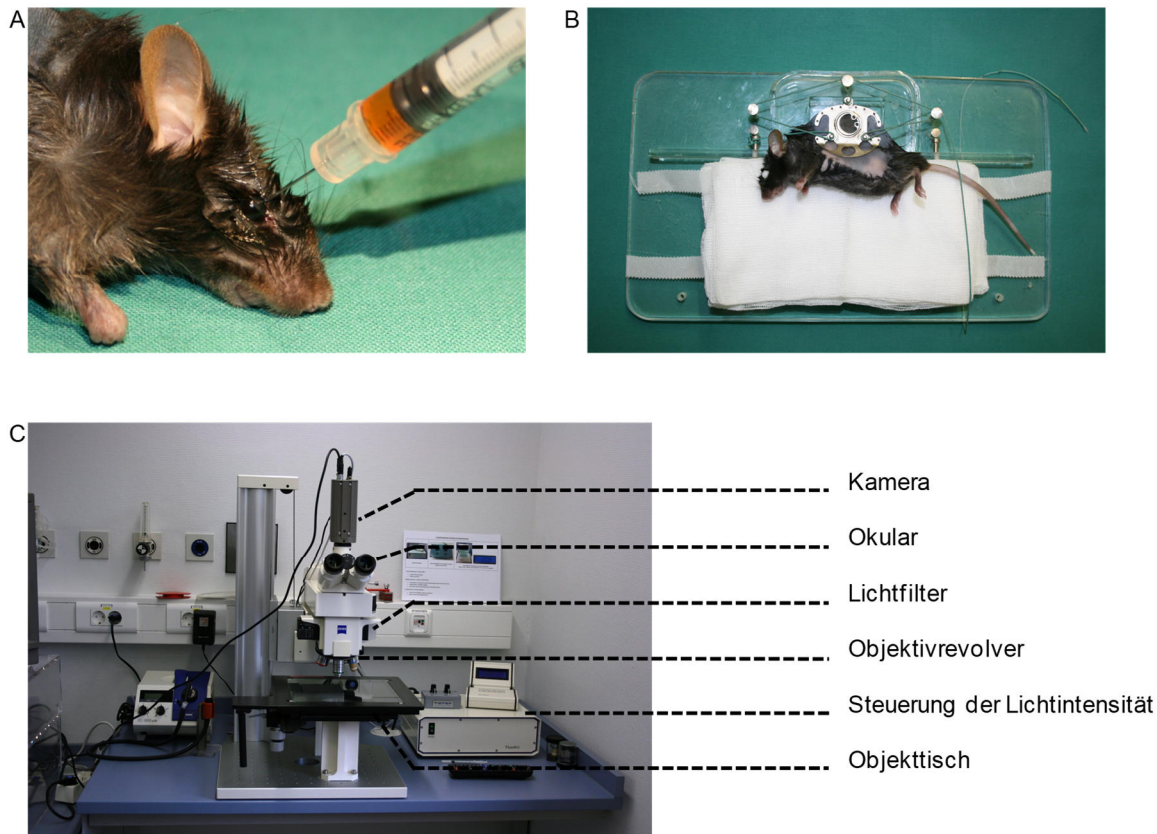 A
B
C
Kamera
Okular
Lichtfilter
Objektivrevolver
Steuerung der Lichtintensität
Objekttisch